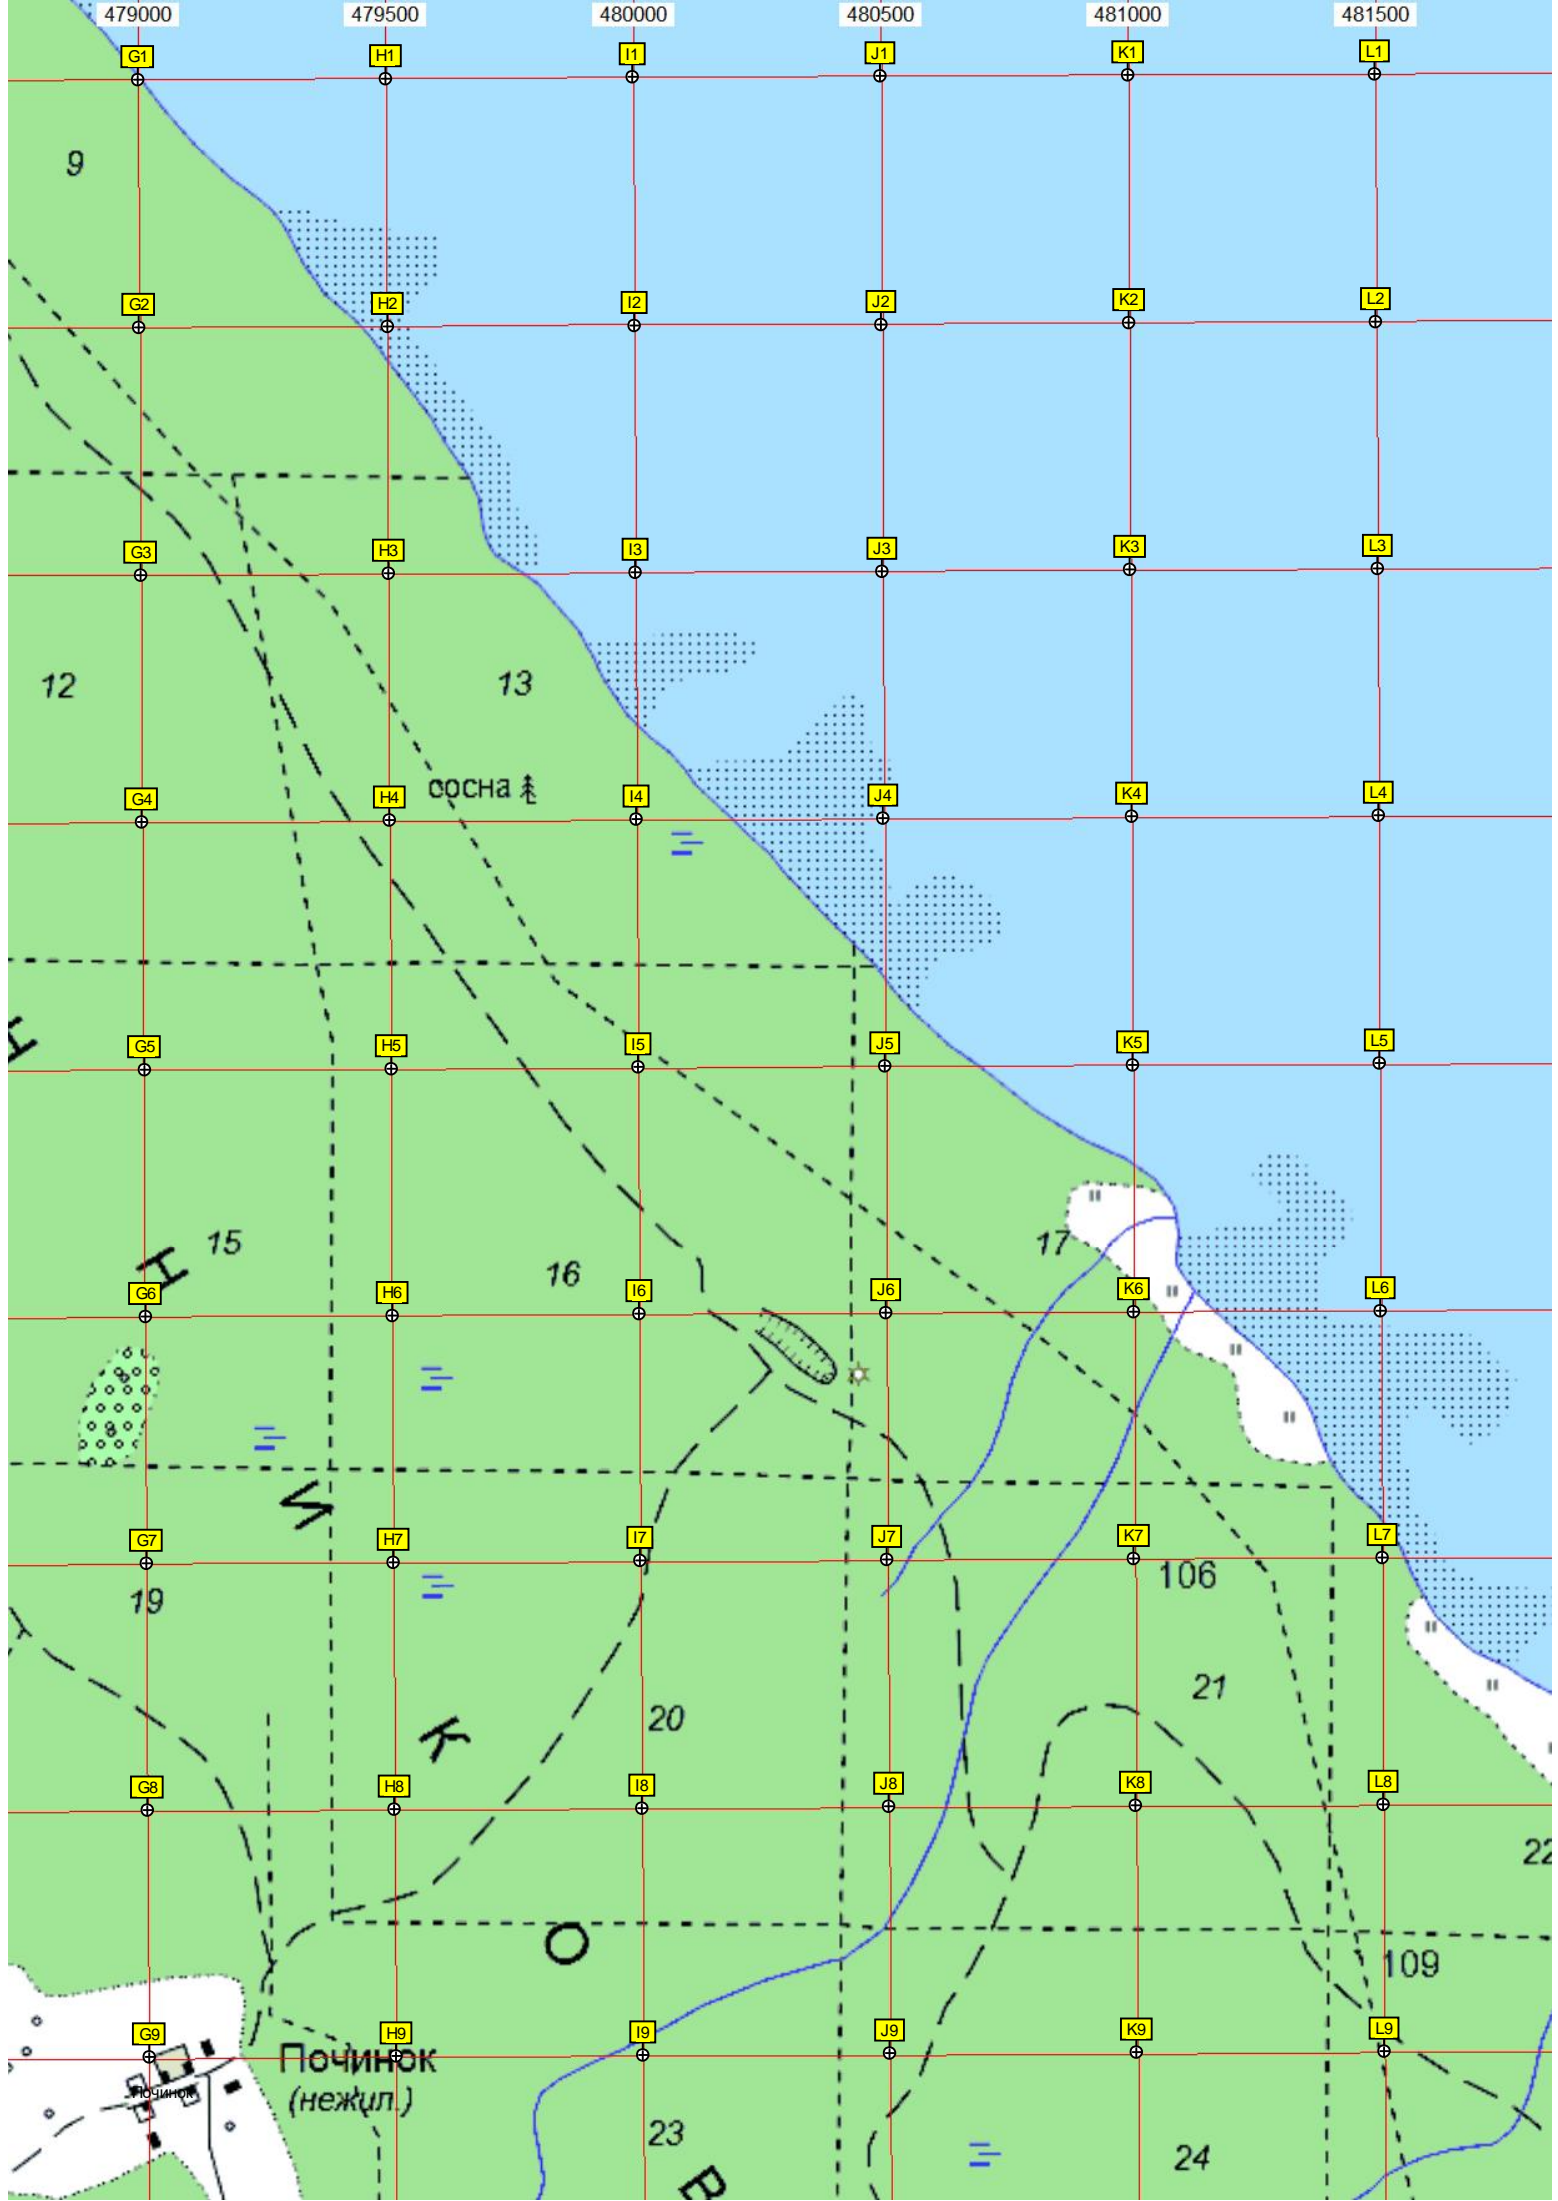 479000 479500 480000 480500 481000 481500
G1 H1 I1 J1 K1 L1
9
G2 H2 I2 J2 K2 L2
G3 H3 I3 J3 K3 L3
12 13
сосна
G4 H4 I4 J4 K4 L4
Н
G5 H5 I5 J5 K5 L5
15 Н 16 17
G6 H6 I6 J6 K6 L6
И
G7 H7 I7 J7 K7 L7
19 106
К 20 21
G8 H8 I8 J8 K8 L8
22
О 109
G9 H9 I9 J9 K9 L9
Починок
Починок
(нежил.)
23 24
В